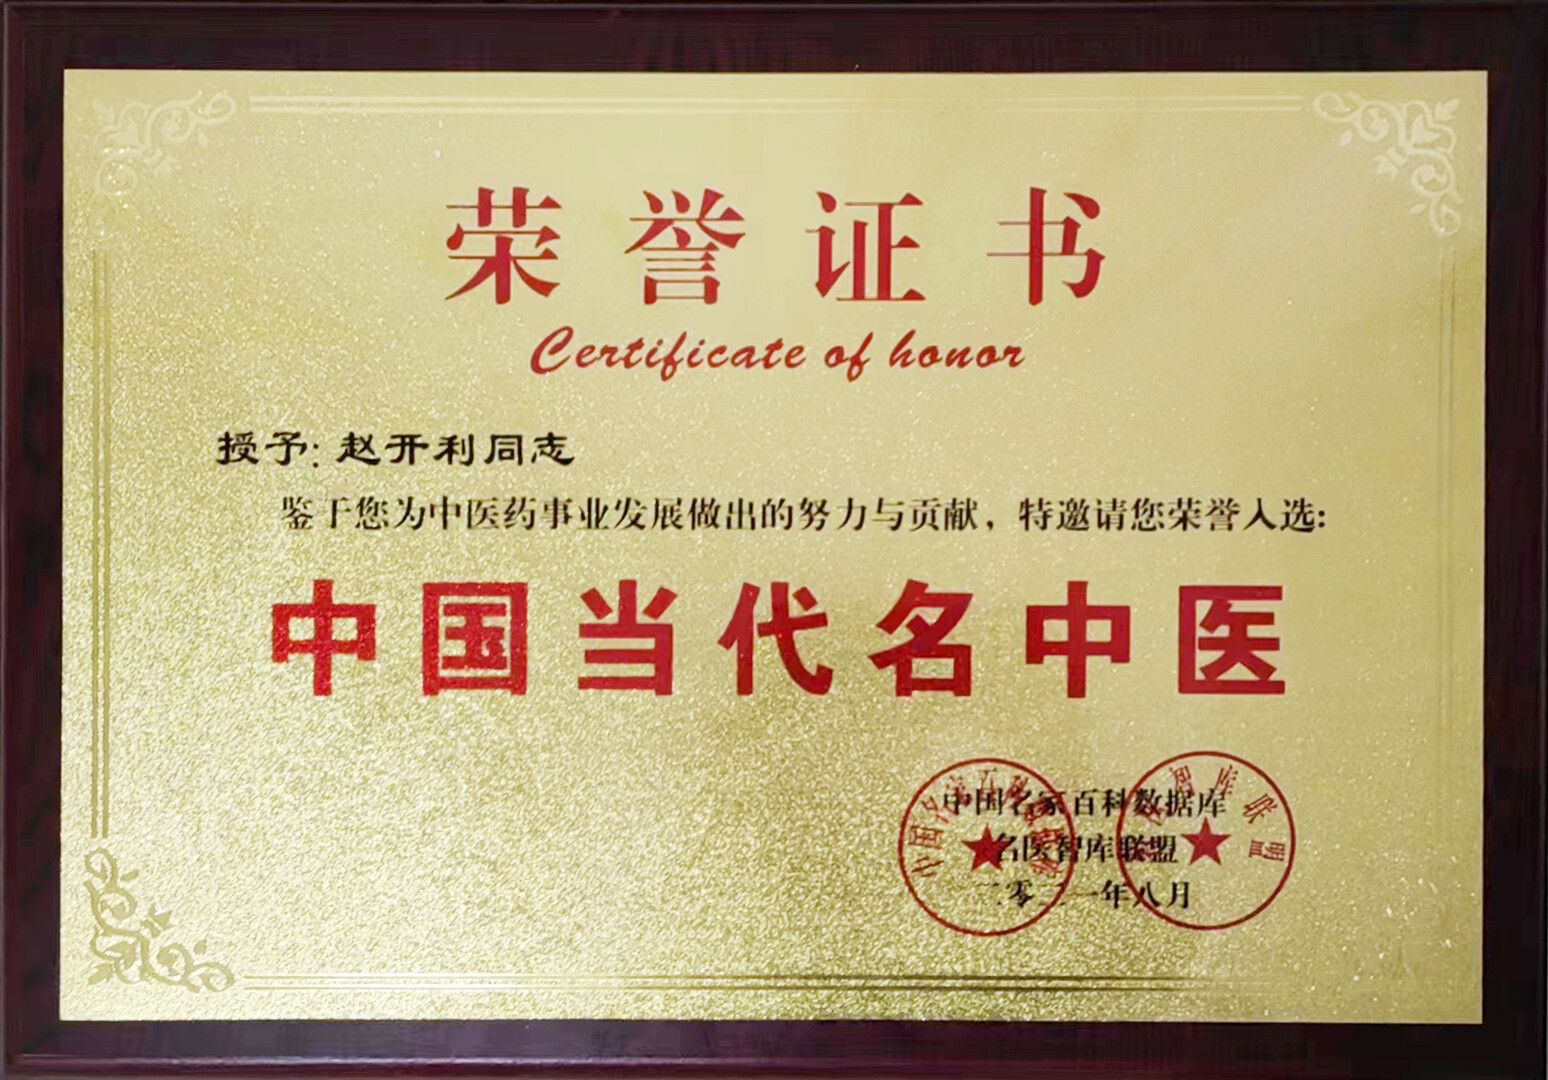 荣誉证书
Certificate of honor
授予: 赵开利同志
鉴于您为中医药事业发展做出的努力与贡献，特邀请您荣誉入选:
中国当代名中医
中国名家百科数据库
名医智库联盟
二零二一年八月